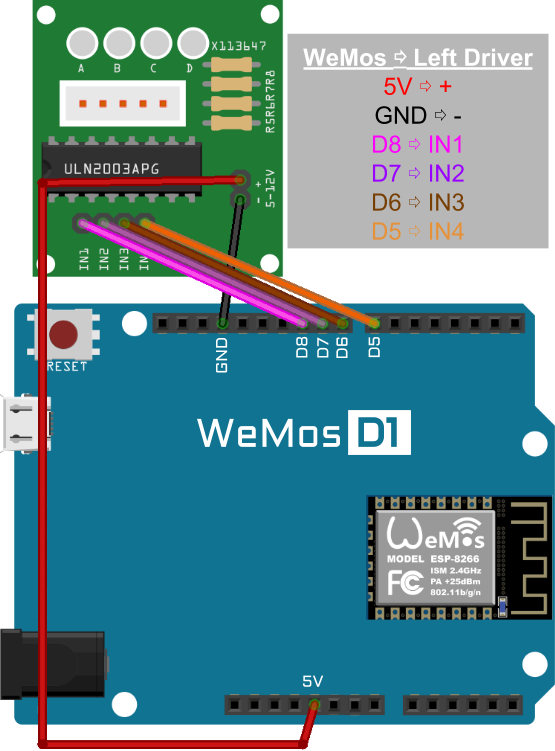 X113647
A B C D
R5R6R7R8
ULN2003APG
+
-
5-12V
IN1 IN2 IN3 IN
WeMos ⇨ Left Driver
5V ⇨ +
GND ⇨ -
D8 ⇨ IN1
D7 ⇨ IN2
D6 ⇨ IN3
D5 ⇨ IN4
RESET
GND D8 D7 D6 D5
WeMos D1
WeMos
MODEL ESP-8266
ISM 2.4GHz
PA +25dBm
802.11b/g/n
FC
5V